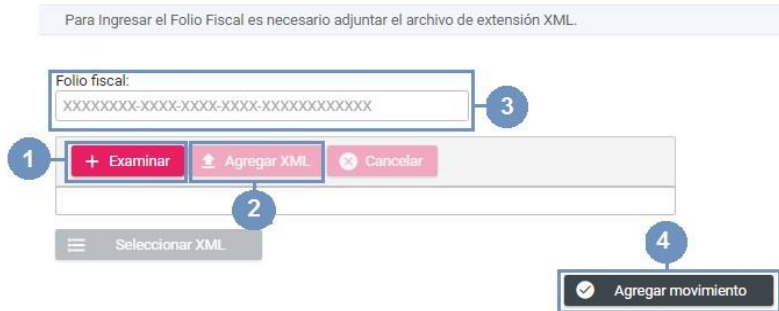 Para Ingresar el Folio Fiscal es necesario adjuntar el archivo de extensión XML.
Folio fiscal:
XXXXXXXX-XXXX-XXXX-XXXX-XXXXXXXXXXXX
3
1
+ Examinar
Agregar XML
Cancelar
2
Seleccionar XML
4
Agregar movimiento